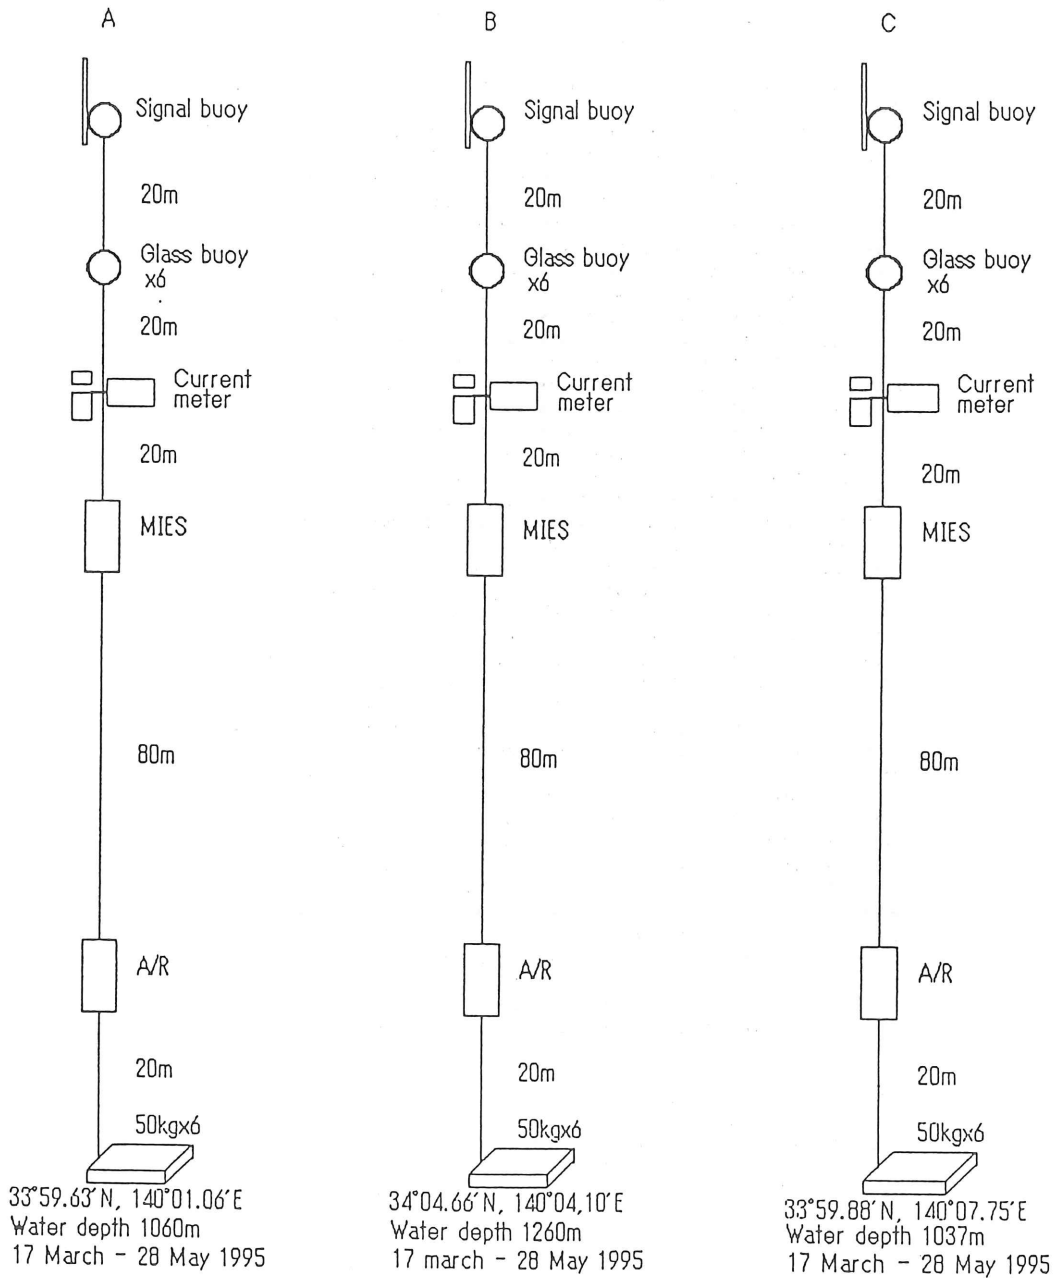 A
Signal buoy
20m
Glass buoy
x6
20m
Current
meter
20m
MIES
80m
A/R
20m
50kgx6
33°59.63'N, 140°01.06'E
Water depth 1060m
17 March - 28 May 1995
B
Signal buoy
20m
Glass buoy
x6
20m
Current
meter
20m
MIES
80m
A/R
20m
50kgx6
34°04.66'N, 140°04,10'E
Water depth 1260m
17 march - 28 May 1995
C
Signal buoy
20m
Glass buoy
x6
20m
Current
meter
20m
MIES
80m
A/R
20m
50kgx6
33°59.88'N, 140°07.75'E
Water depth 1037m
17 March - 28 May 1995